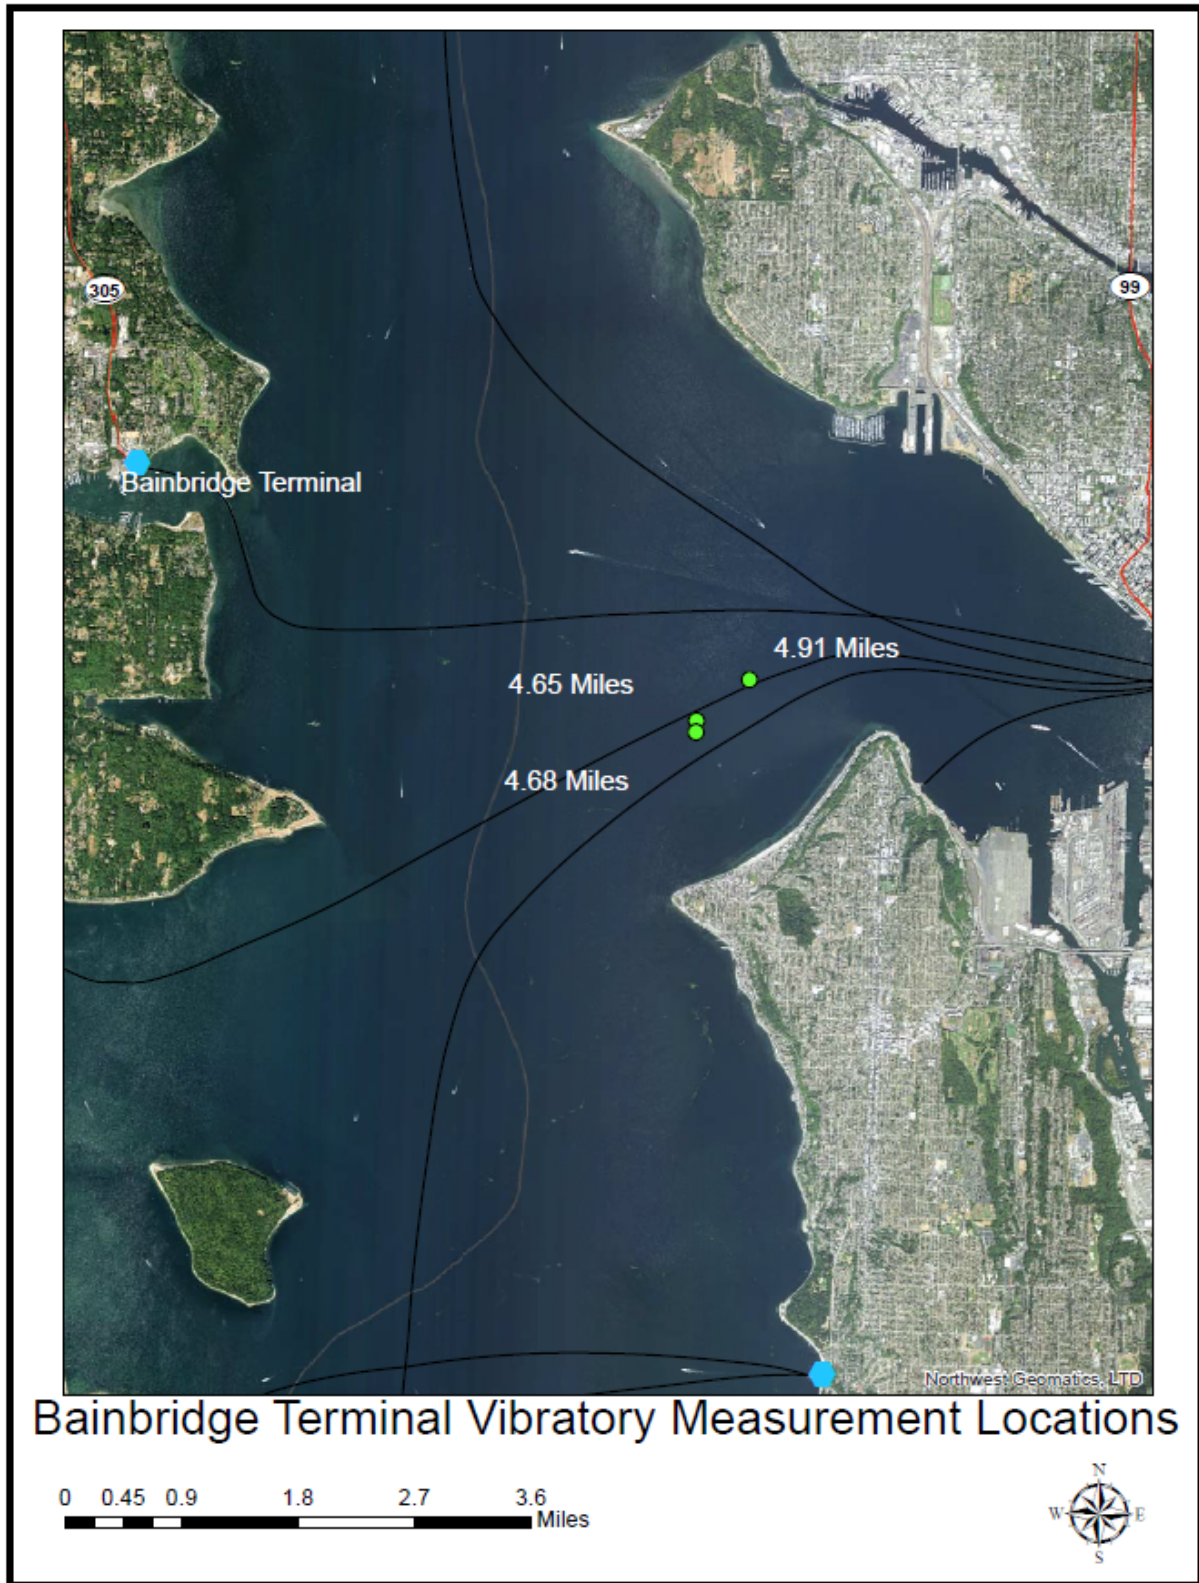 305
99
Bainbridge Terminal
4.91 Miles
4.65 Miles
4.68 Miles
Northwest Geomatics, LTD
Bainbridge Terminal Vibratory Measurement Locations
0 0.45 0.9 1.8 2.7 3.6
Miles
N
W E
S